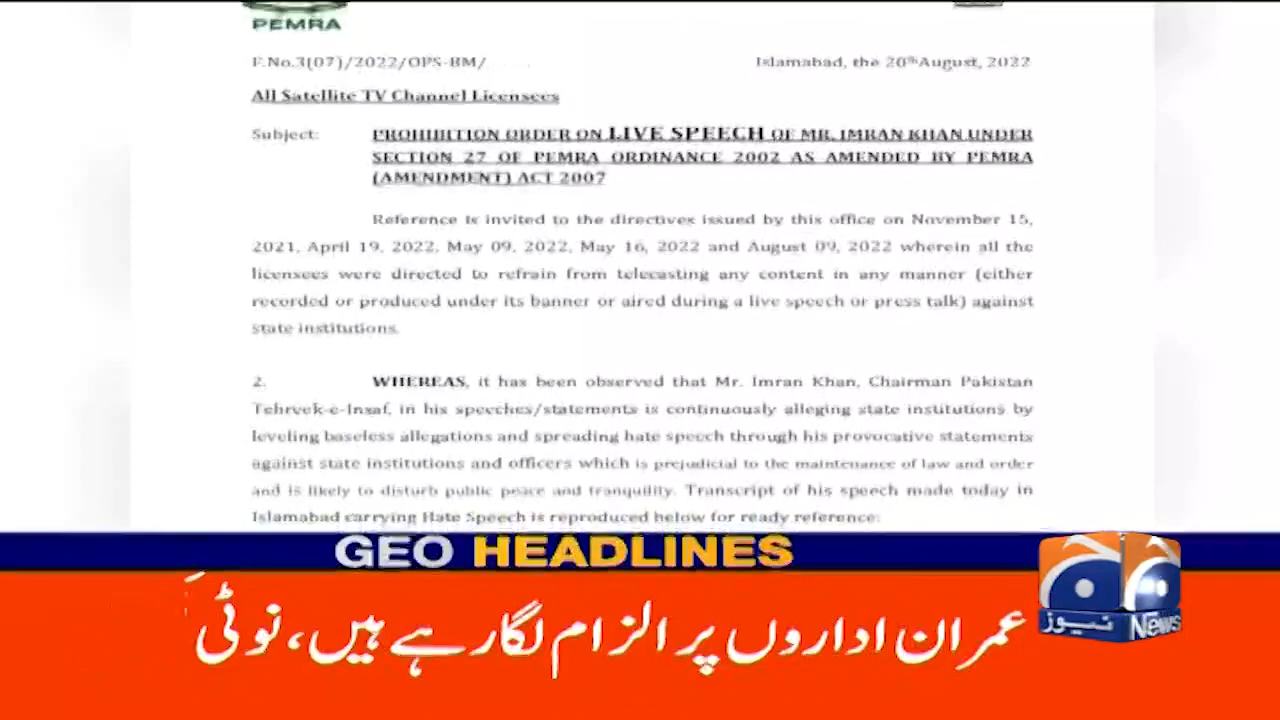 PEMRA
F.No.3(07)/2022/OPS-BM/
Islamabad, the 20th August, 2022
All Satellite TV Channel Licensees
Subject: PROHIBITION ORDER ON LIVE SPEECH OF MR. IMRAN KHAN UNDER
SECTION 27 OF PEMRA ORDINANCE 2002 AS AMENDED BY PEMRA
(AMENDMENT) ACT 2007
Reference is invited to the directives issued by this office on November 15,
2021, April 19, 2022, May 09, 2022, May 16, 2022 and August 09, 2022 wherein all the
licensees were directed to refrain from telecasting any content in any manner (either
recorded or produced under its banner or aired during a live speech or press talk) against
state institutions.
2. WHEREAS, it has been observed that Mr. Imran Khan, Chairman Pakistan
Tehreek-e-Insaf, in his speeches/statements is continuously alleging state institutions by
leveling baseless allegations and spreading hate speech through his provocative statements
against state institutions and officers which is prejudicial to the maintenance of law and order
and is likely to disturb public peace and tranquility. Transcript of his speech made today in
Islamabad carrying Hate Speech is reproduced below for ready reference:
GEO HEADLINES
عمران اداروں پر الزام لگا رہے ہیں، نوٹی
نیوز News